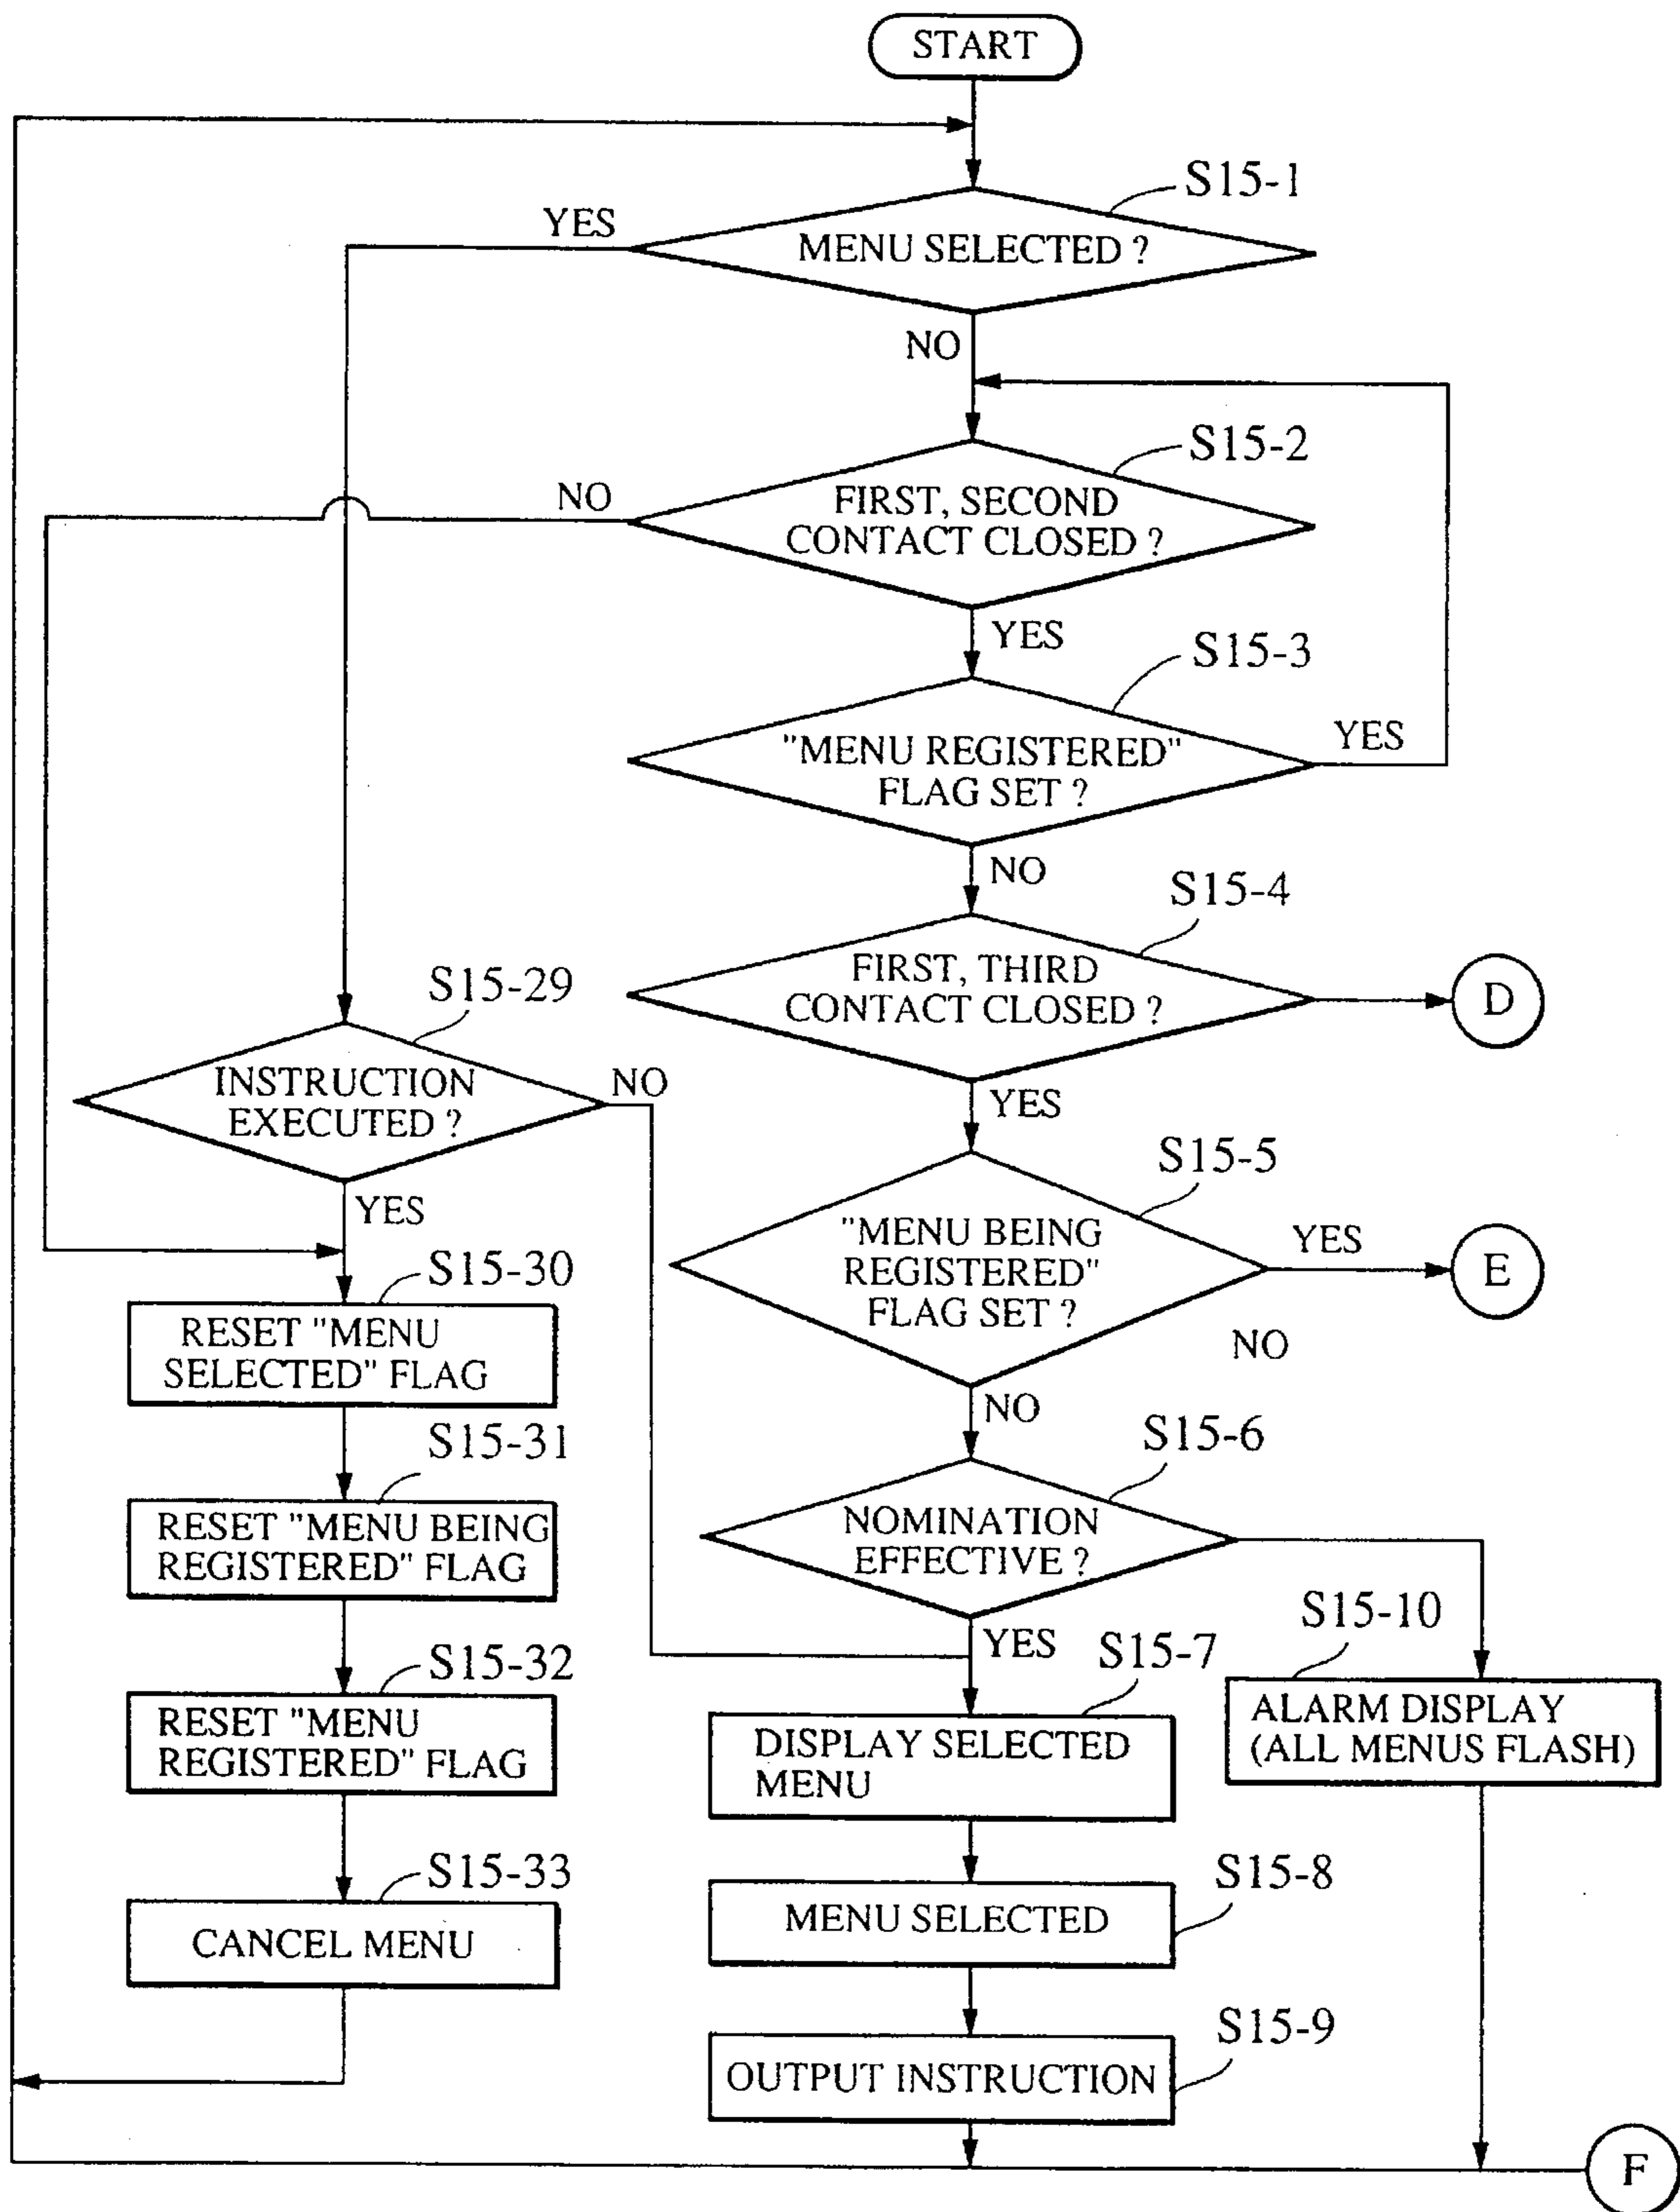 START
S15-1
YES
MENU SELECTED ?
NO
S15-2
NO
FIRST, SECOND
CONTACT CLOSED ?
YES
S15-3
"MENU REGISTERED"
FLAG SET ?
YES
NO
S15-4
FIRST, THIRD
CONTACT CLOSED ?
D
S15-29
INSTRUCTION
EXECUTED ?
NO
YES
YES
S15-5
"MENU BEING
REGISTERED"
FLAG SET ?
YES
E
NO
NO
S15-30
RESET "MENU
SELECTED" FLAG
S15-31
RESET "MENU BEING
REGISTERED" FLAG
S15-6
NOMINATION
EFFECTIVE ?
YES
S15-10
ALARM DISPLAY
(ALL MENUS FLASH)
S15-32
RESET "MENU
REGISTERED" FLAG
S15-7
DISPLAY SELECTED
MENU
S15-33
CANCEL MENU
S15-8
MENU SELECTED
S15-9
OUTPUT INSTRUCTION
F